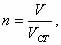 n = V / V_CT ,